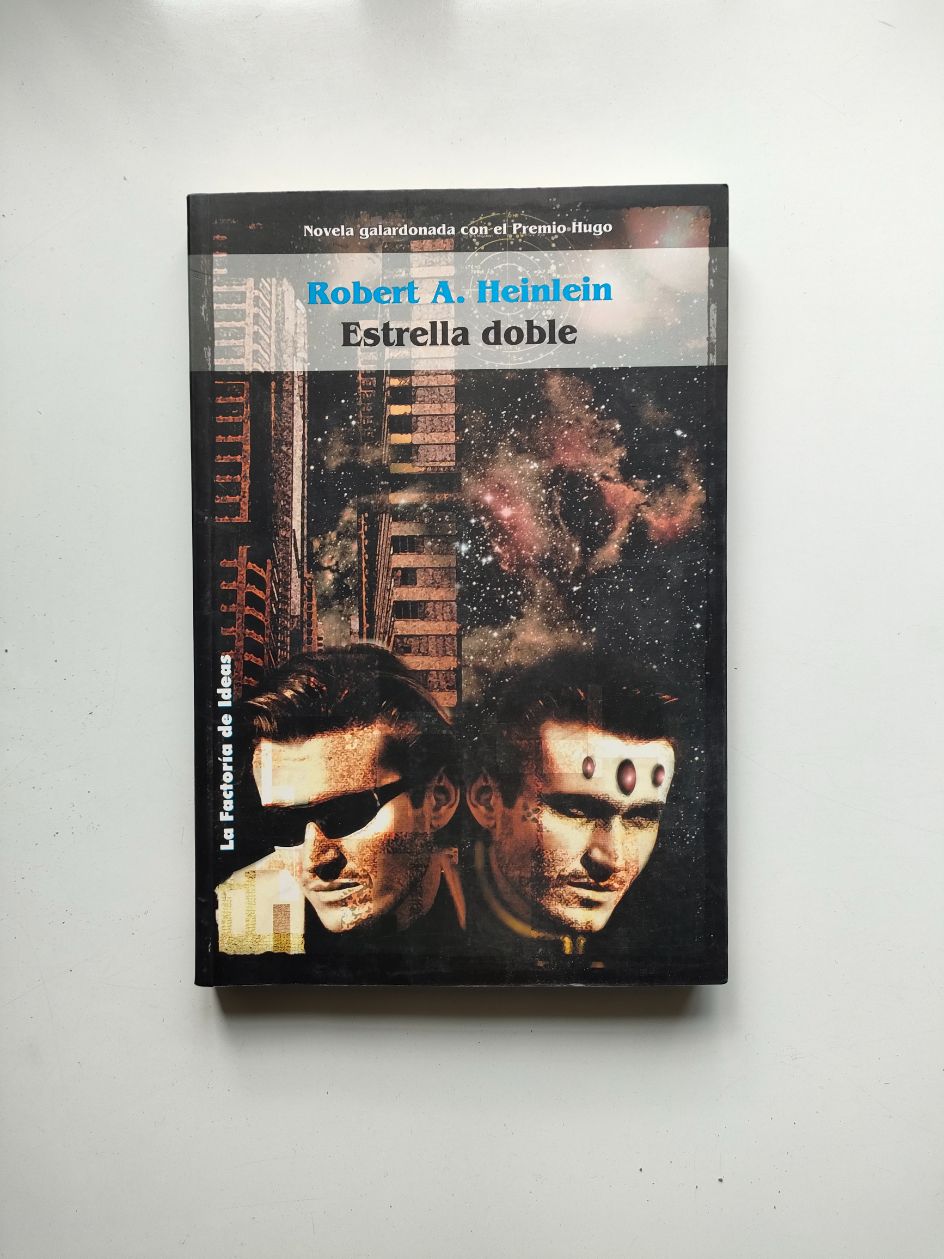 Novela galardonada con el Premio Hugo
Robert A. Heinlein
Estrella doble
La Factoría de Ideas